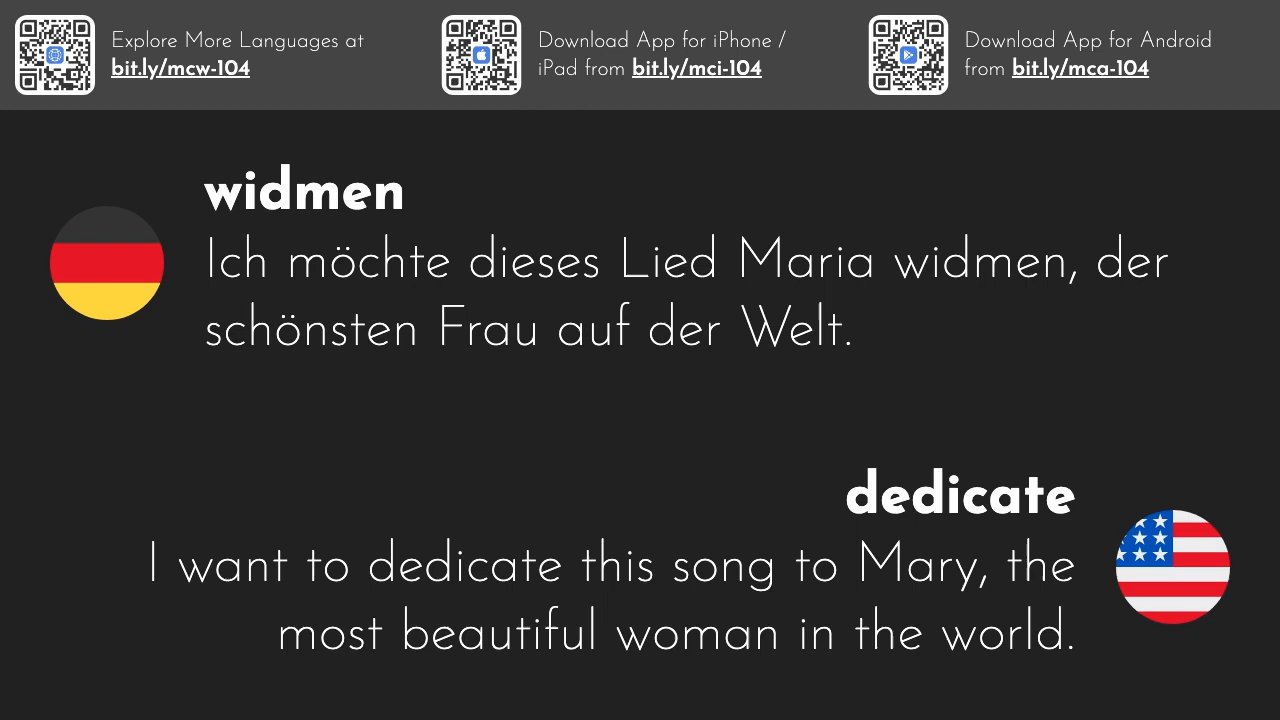 Explore More Languages at
bit.ly/mcw-104
Download App for iPhone /
iPad from bit.ly/mci-104
Download App for Android
from bit.ly/mca-104
widmen
Ich möchte dieses Lied Maria widmen, der
schönsten Frau auf der Welt.
dedicate
I want to dedicate this song to Mary, the
most beautiful woman in the world.